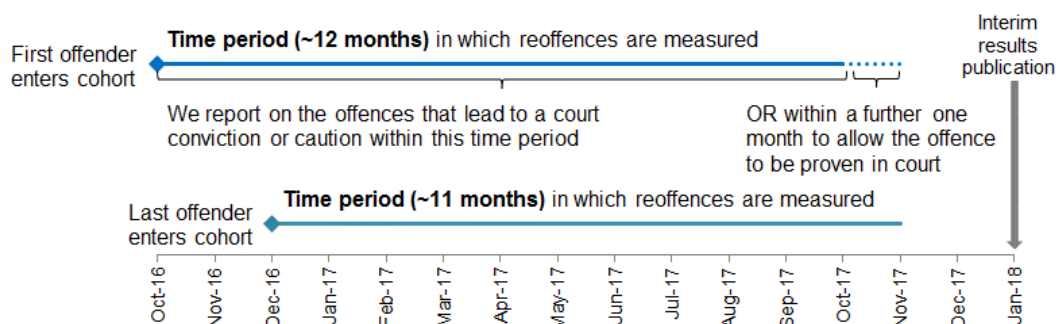 Time period (~12 months) in which reoffences are measured
First offender
enters cohort
Interim
results
publication
We report on the offences that lead to a court
conviction or caution within this time period
OR within a further one
month to allow the offence
to be proven in court
Time period (~11 months) in which reoffences are measured
Last offender
enters cohort
Oct-16
Nov-16
Dec-16
Jan-17
Feb-17
Mar-17
Apr-17
May-17
Jun-17
Jul-17
Aug-17
Sep-17
Oct-17
Nov-17
Dec-17
Jan-18